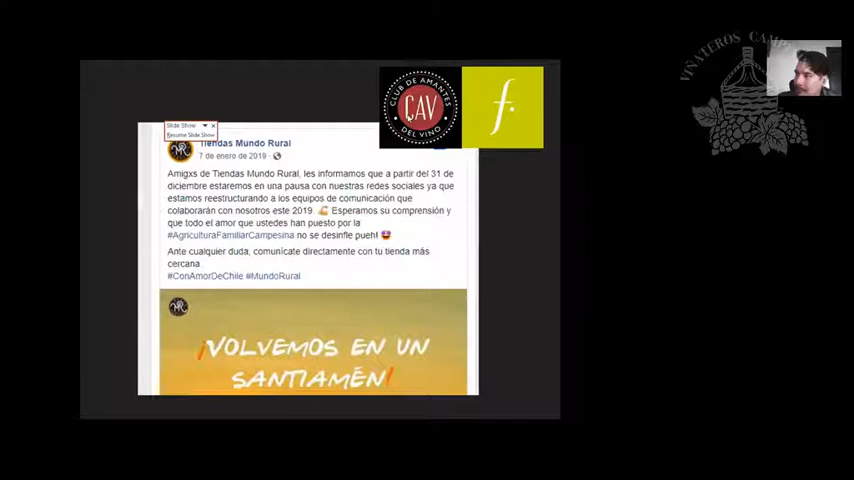 VIÑATEROS CAMP
CLUB DE AMANTES
CAV
DEL VINO
f.
Slide Show
Resume Slide Show
Tiendas Mundo Rural
7 de enero de 2019
Amigxs de Tiendas Mundo Rural, les informamos que a partir del 31 de
diciembre estaremos en una pausa con nuestras redes sociales ya que
estamos reestructurando a los equipos de comunicación que
colaborarán con nosotros este 2019. 💪 Esperamos su comprensión y
que todo el amor que ustedes han puesto por la
#AgriculturaFamiliarCampesina no se desinfle pueh! 🤩
Ante cualquier duda, comunícate directamente con tu tienda más
cercana.
#ConAmorDeChile #MundoRural
MR
¡VOLVEMOS EN UN
SANTIAMÉN!